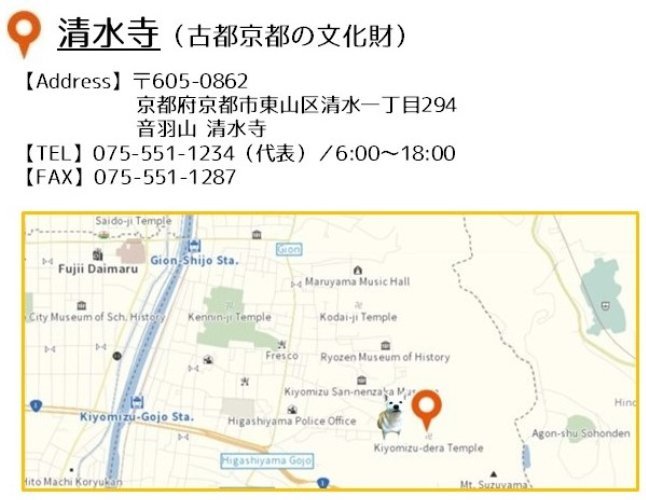 清水寺（古都京都の文化財）
【Address】〒605-0862
京都府京都市東山区清水一丁目294
音羽山 清水寺
【TEL】075-551-1234（代表）／6:00～18:00
【FAX】075-551-1287
Saido-ji Temple
Gion
Gion-Shijo Sta.
Fujii Daimaru
Maruyama Music Hall
City Museum of Sch. History
Kennin-ji Temple
Kodai-ji Temple
Fresco
Ryozen Museum of History
Kiyomizu San-nenzaka
1
Kiyomizu-Gojo Sta.
Higashiyama Police Office
Hino
Agon-shu Sohonden
Kiyomizu-dera Temple
Higashiyama Gojo
ito Machi Koryukan
1
Mt. Suzuyama